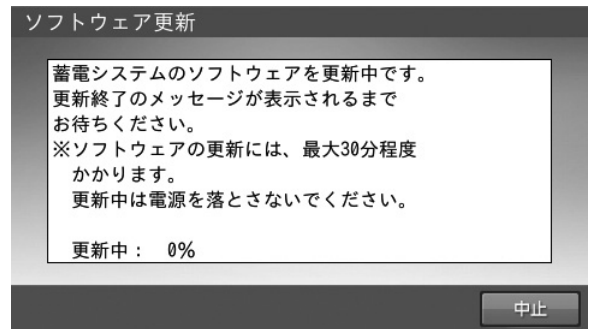 ソフトウェア更新
蓄電システムのソフトウェアを更新中です。
更新終了のメッセージが表示されるまで
お待ちください。
※ソフトウェアの更新には、最大30分程度
かかります。
更新中は電源を落とさないでください。
更新中： 0%
中止